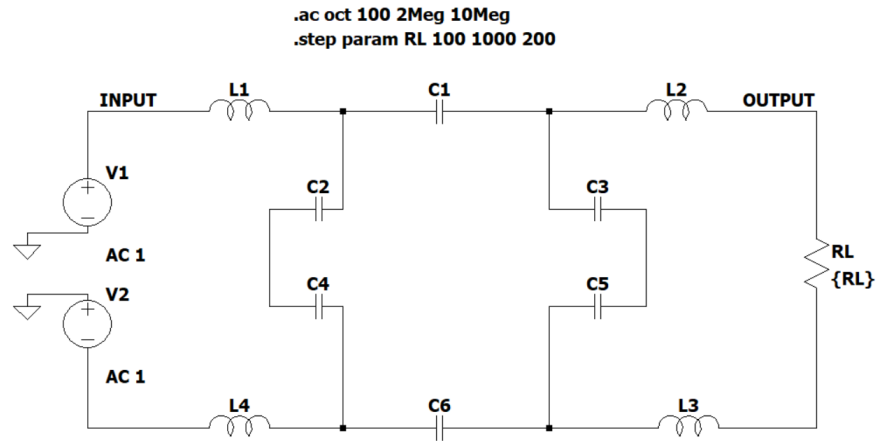 .ac oct 100 2Meg 10Meg
.step param RL 100 1000 200
INPUT L1 C1 L2 OUTPUT
V1
C2 C3
AC 1
RL
C4 C5
{RL}
V2
AC 1
L4 C6 L3